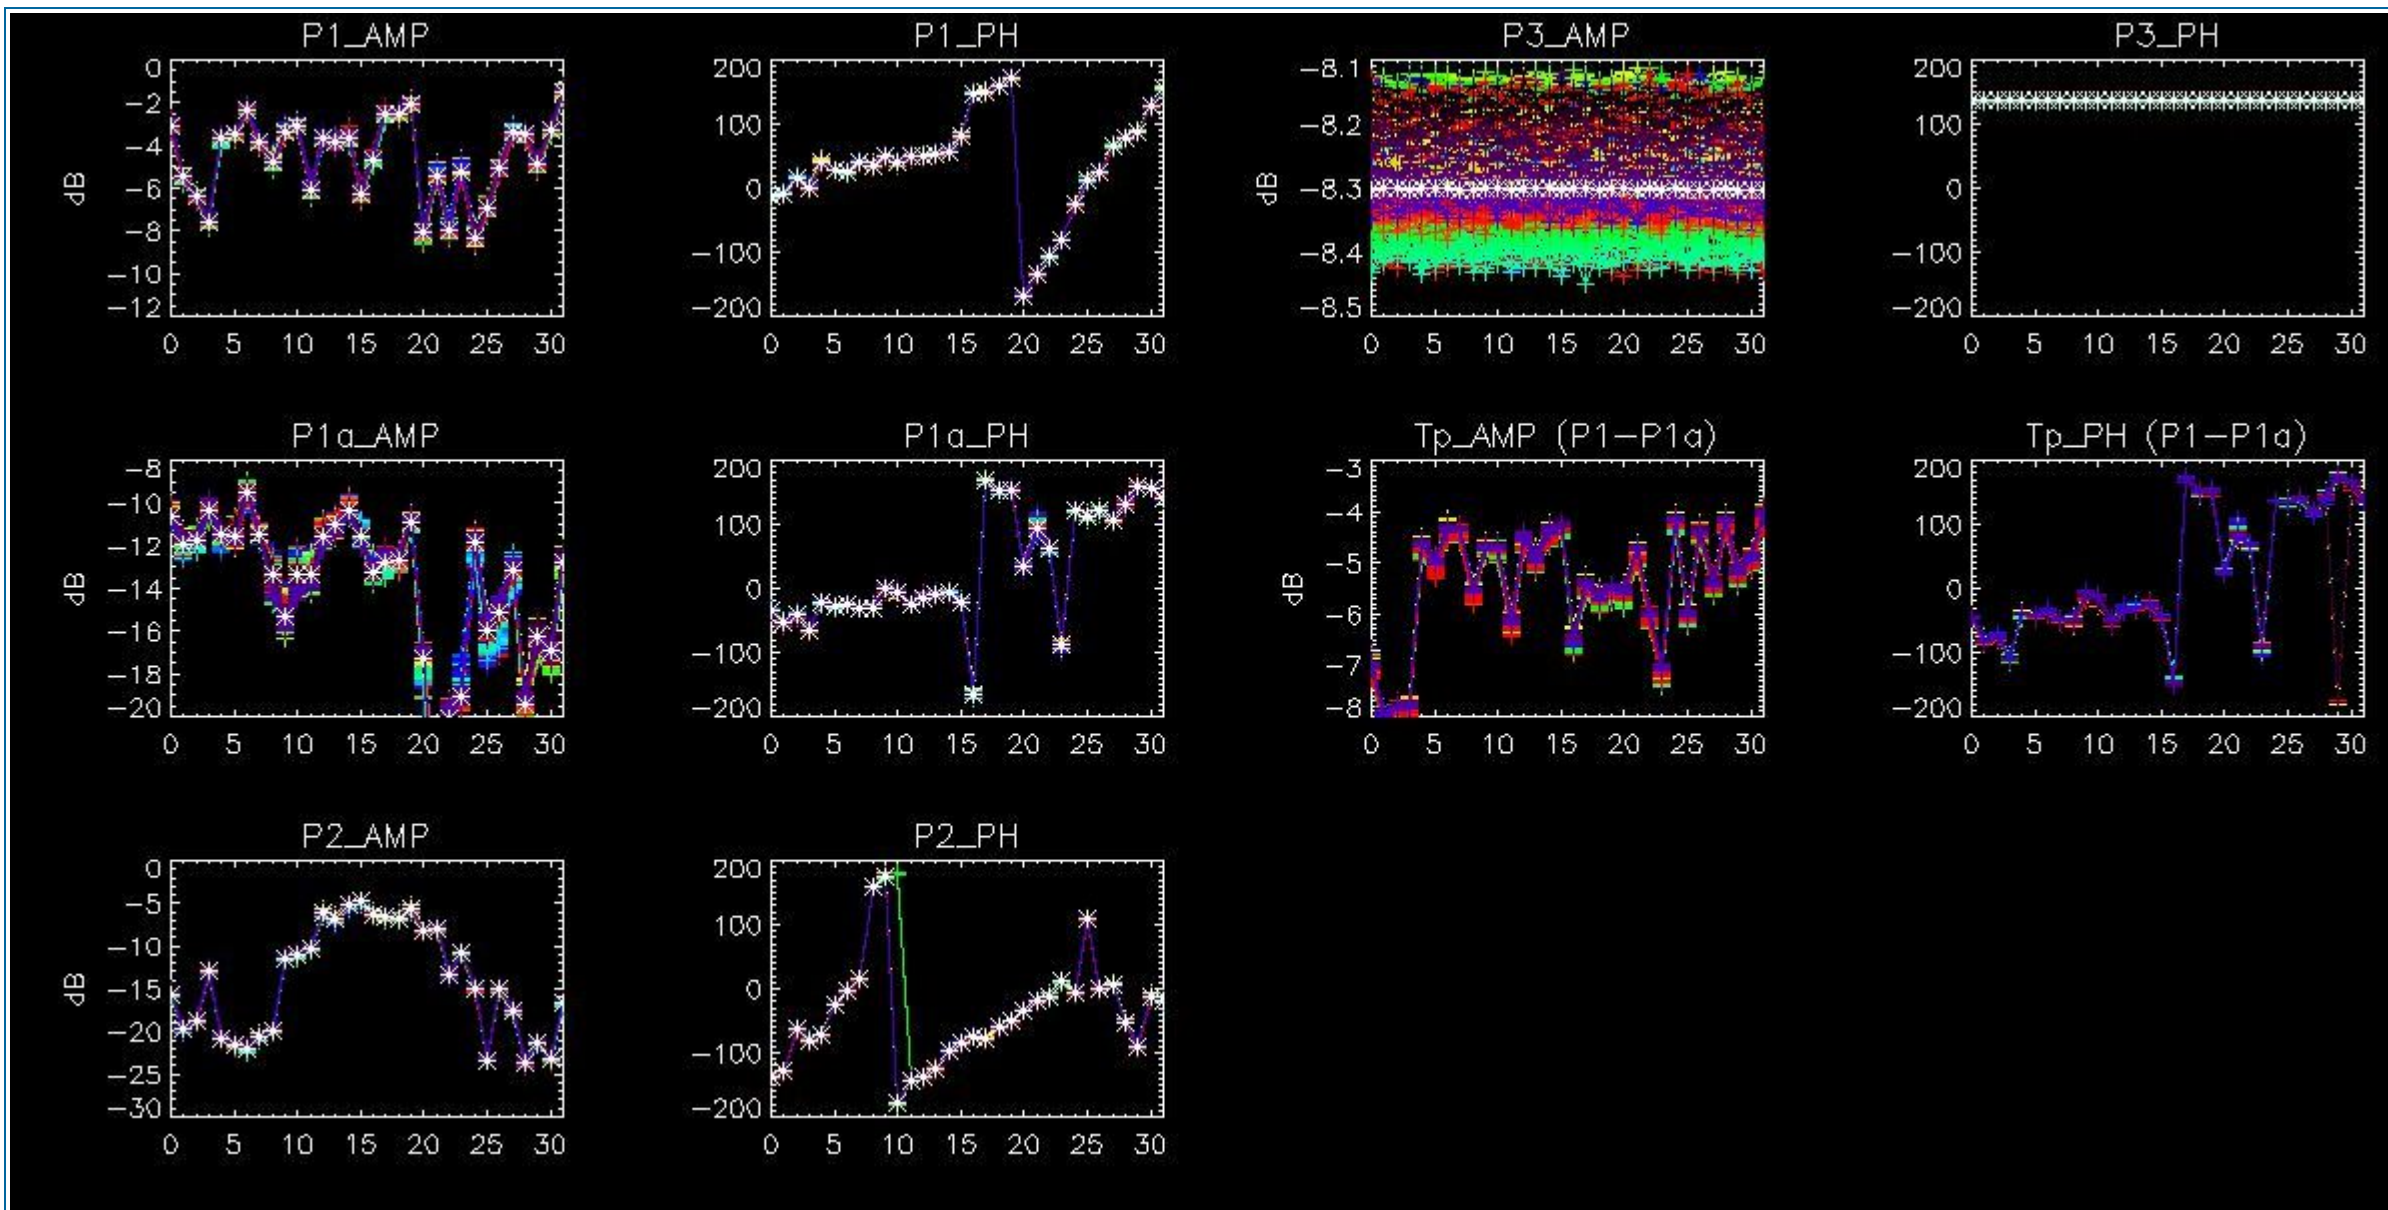 P1_AMP P1_PH P3_AMP P3_PH
0 200 -8.1 200
-2
100 -8.2 100
-4
dB -6 0 dB -8.3 0
-8
-100 -8.4 -100
-10
-12 -200 -8.5 -200
0 5 10 15 20 25 30 0 5 10 15 20 25 30 0 5 10 15 20 25 30 0 5 10 15 20 25 30
P1a_AMP P1a_PH Tp_AMP (P1-P1a) Tp_PH (P1-P1a)
-8 200 -3 200
-10
-4
-12 100 100
-5
dB -14 0 dB 0
-6
-16
-100 -100
-18 -7
-20 -200 -8 -200
0 5 10 15 20 25 30 0 5 10 15 20 25 30 0 5 10 15 20 25 30 0 5 10 15 20 25 30
P2_AMP P2_PH
0 200
-5
100
-10
dB -15 0
-20
-100
-25
-30 -200
0 5 10 15 20 25 30 0 5 10 15 20 25 30